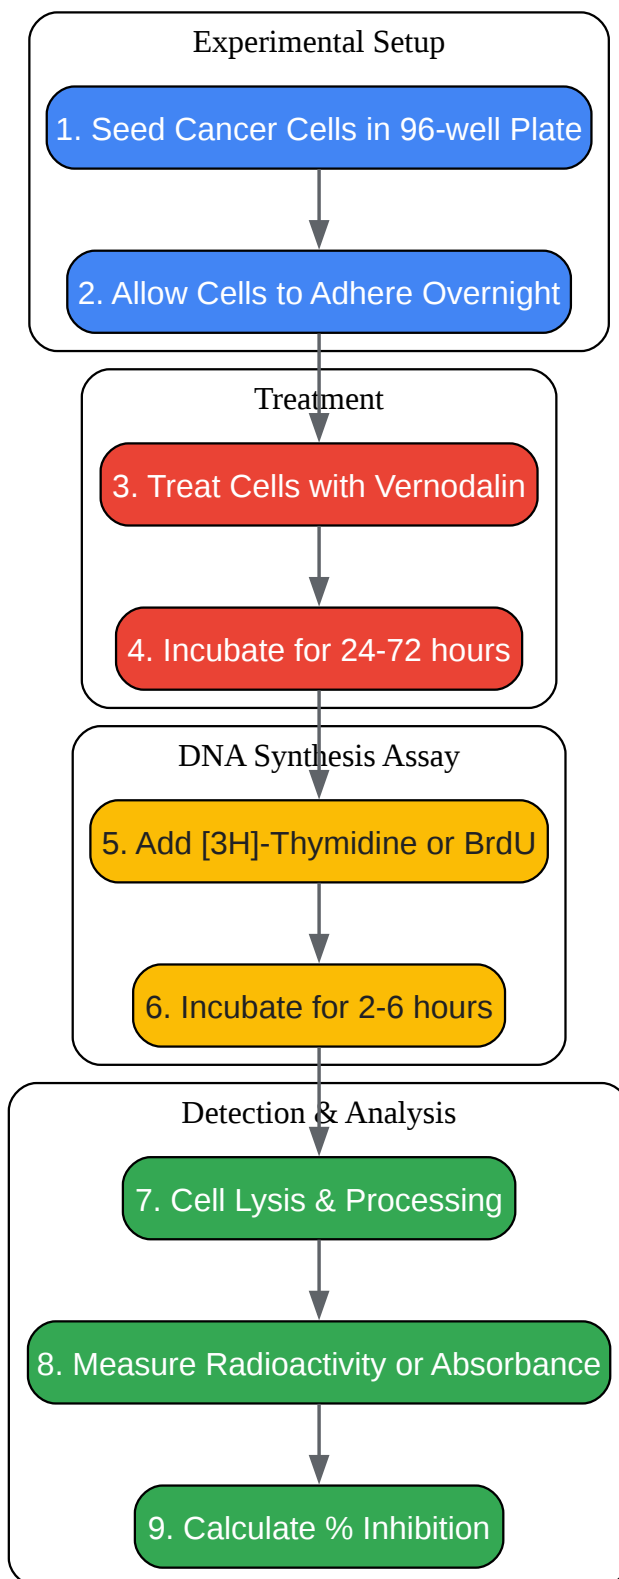 Experimental Setup
1. Seed Cancer Cells in 96-well Plate
2. Allow Cells to Adhere Overnight
Treatment
3. Treat Cells with Vernodalin
4. Incubate for 24-72 hours
DNA Synthesis Assay
5. Add [3H]-Thymidine or BrdU
6. Incubate for 2-6 hours
Detection & Analysis
7. Cell Lysis & Processing
8. Measure Radioactivity or Absorbance
9. Calculate % Inhibition